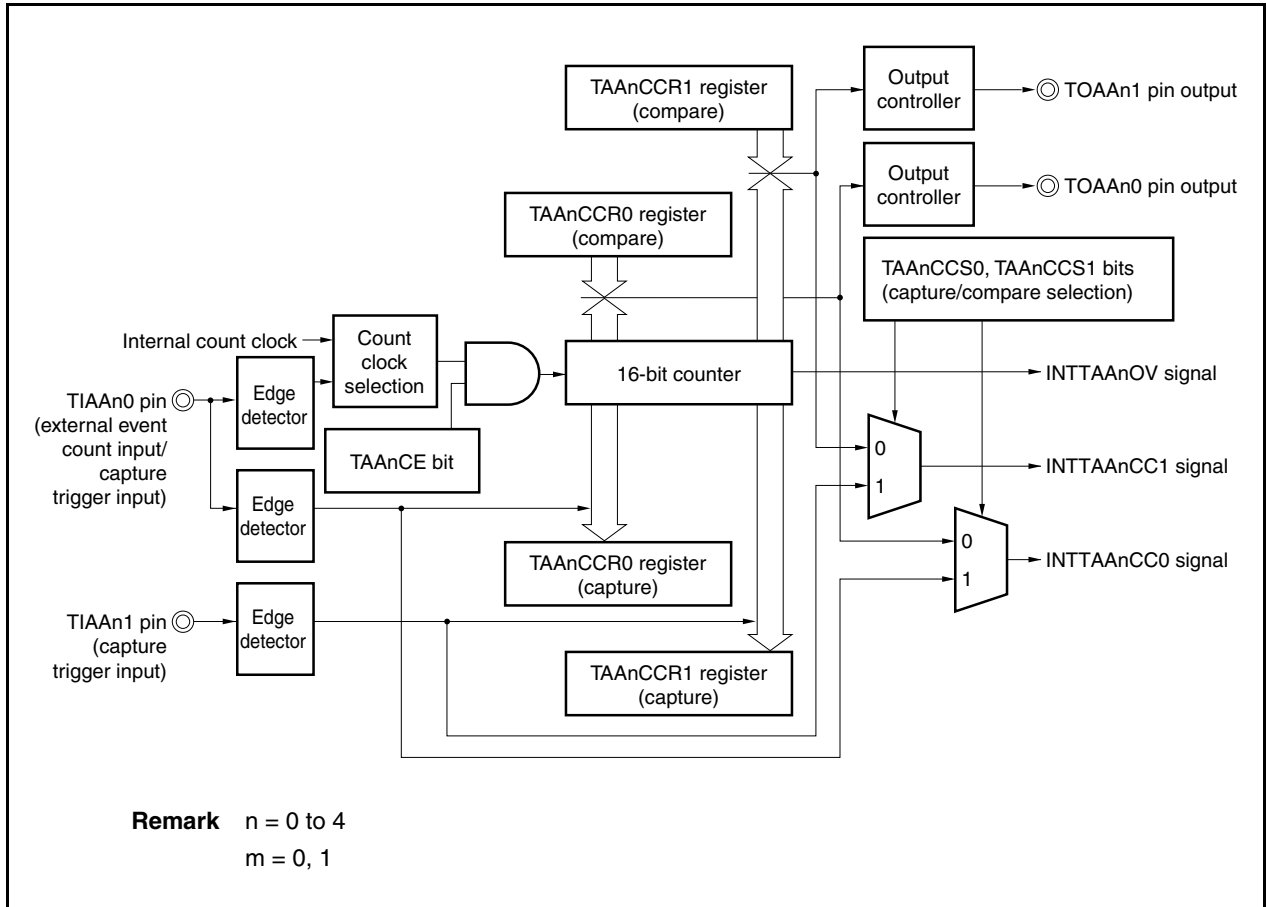 TAAnCCR1 register
(compare)
Output
controller
TOAAn1 pin output
Output
controller
TOAAn0 pin output
TAAnCCR0 register
(compare)
TAAnCCS0, TAAnCCS1 bits
(capture/compare selection)
Internal count clock
Count
clock
selection
16-bit counter
INTTAAnOV signal
TIAAn0 pin
(external event
count input/
capture
trigger input)
Edge
detector
TAAnCE bit
0
1
INTTAAnCC1 signal
Edge
detector
0
1
INTTAAnCC0 signal
TAAnCCR0 register
(capture)
TIAAn1 pin
(capture
trigger input)
Edge
detector
TAAnCCR1 register
(capture)
Remark n = 0 to 4
m = 0, 1